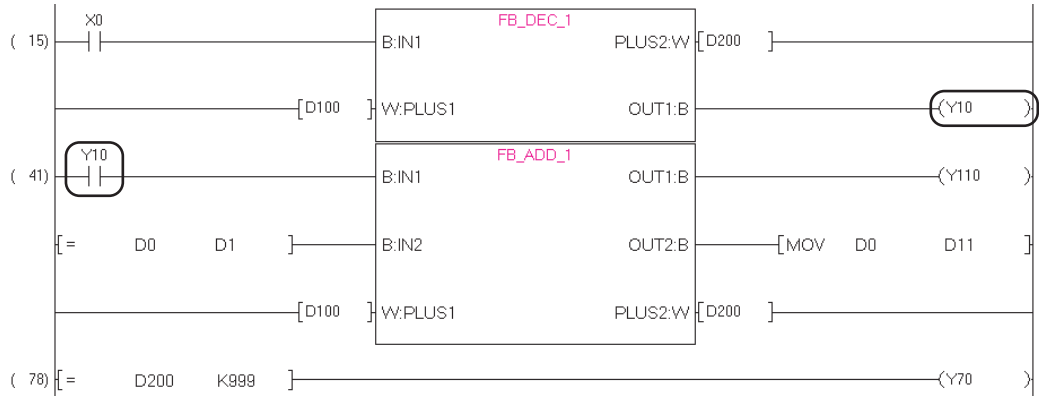 X0 FB_DEC_1
( 15) B:IN1 PLUS2:W [D200 ]
[D100 ] W:PLUS1 OUT1:B (Y10 )
Y10 FB_ADD_1
( 41) B:IN1 OUT1:B (Y110 )
[= D0 D1 ] B:IN2 OUT2:B [MOV D0 D11 ]
[D100 ] W:PLUS1 PLUS2:W [D200 ]
( 78) [= D200 K999 ] (Y70 )